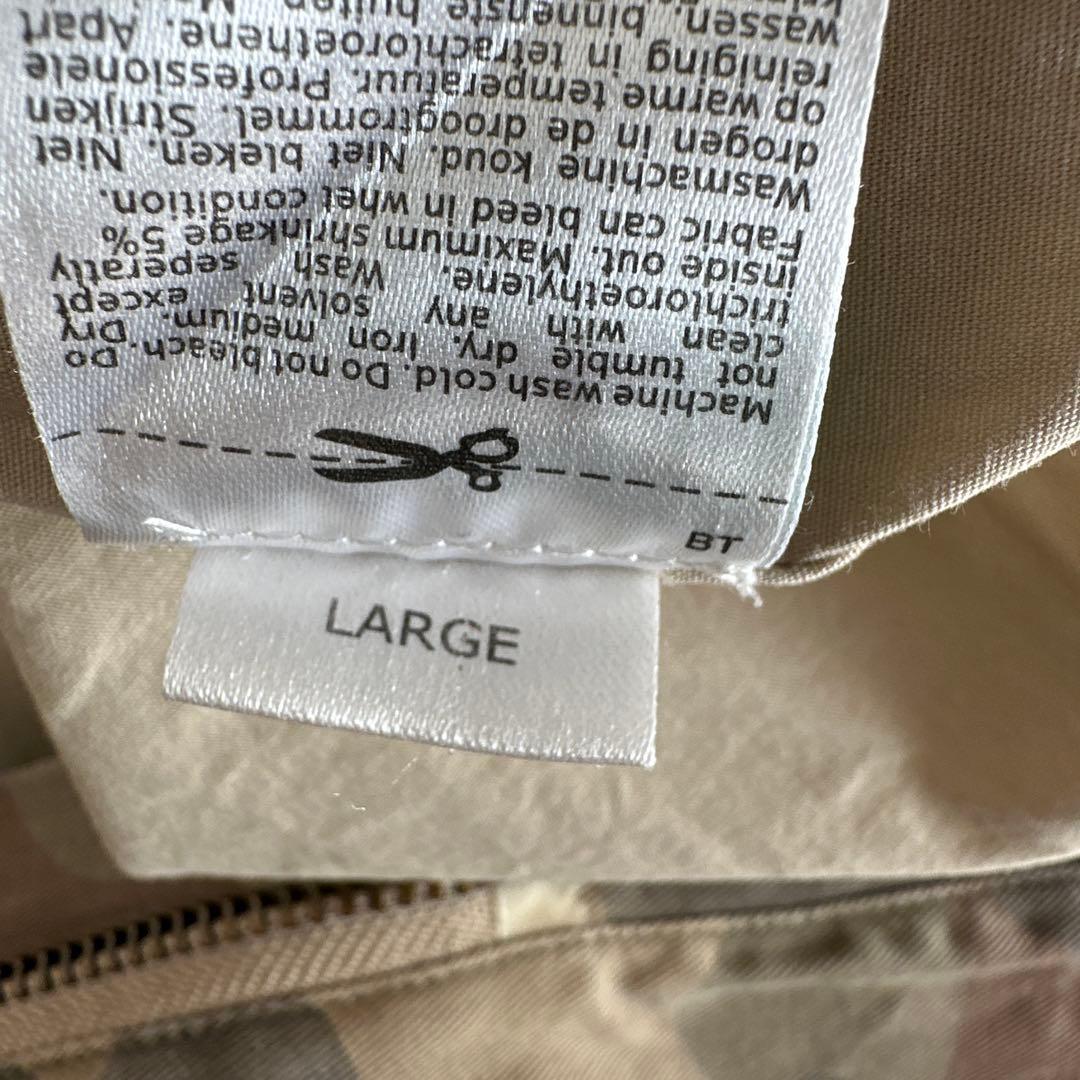 Machine wash cold. Do not bleach. Do
not tumble dry. Iron medium. Dry
clean with any solvent except
trichloroethylene. Wash seperatly
inside out. Maximum shrinkage 5%
Fabric can bleed in whet condition.
Wasmachine koud. Niet bleken. Niet
drogen in de droogtrommel. Strijken
op warme temperatuur. Professionele
reiniging in tetrachloroethene. Apart
wassen, binnenste buiten.
BT
LARGE